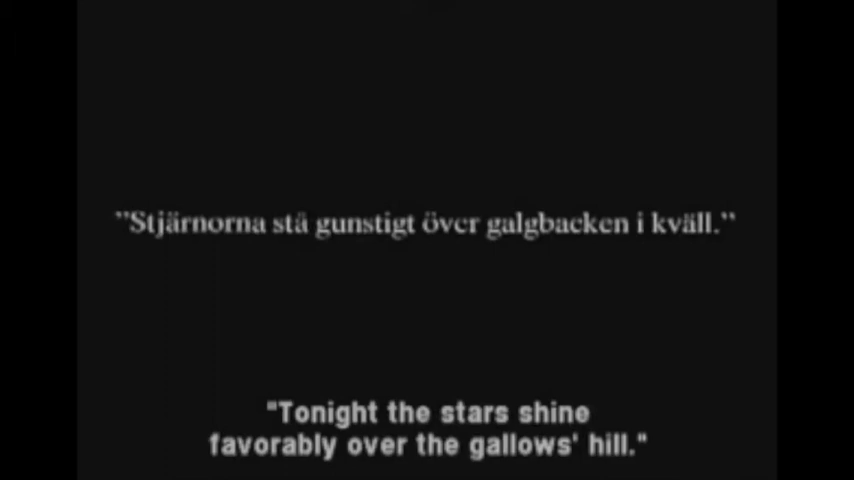 ”Stjärnorna stå gunstigt över galgbacken i kväll.”
"Tonight the stars shine
favorably over the gallows' hill."